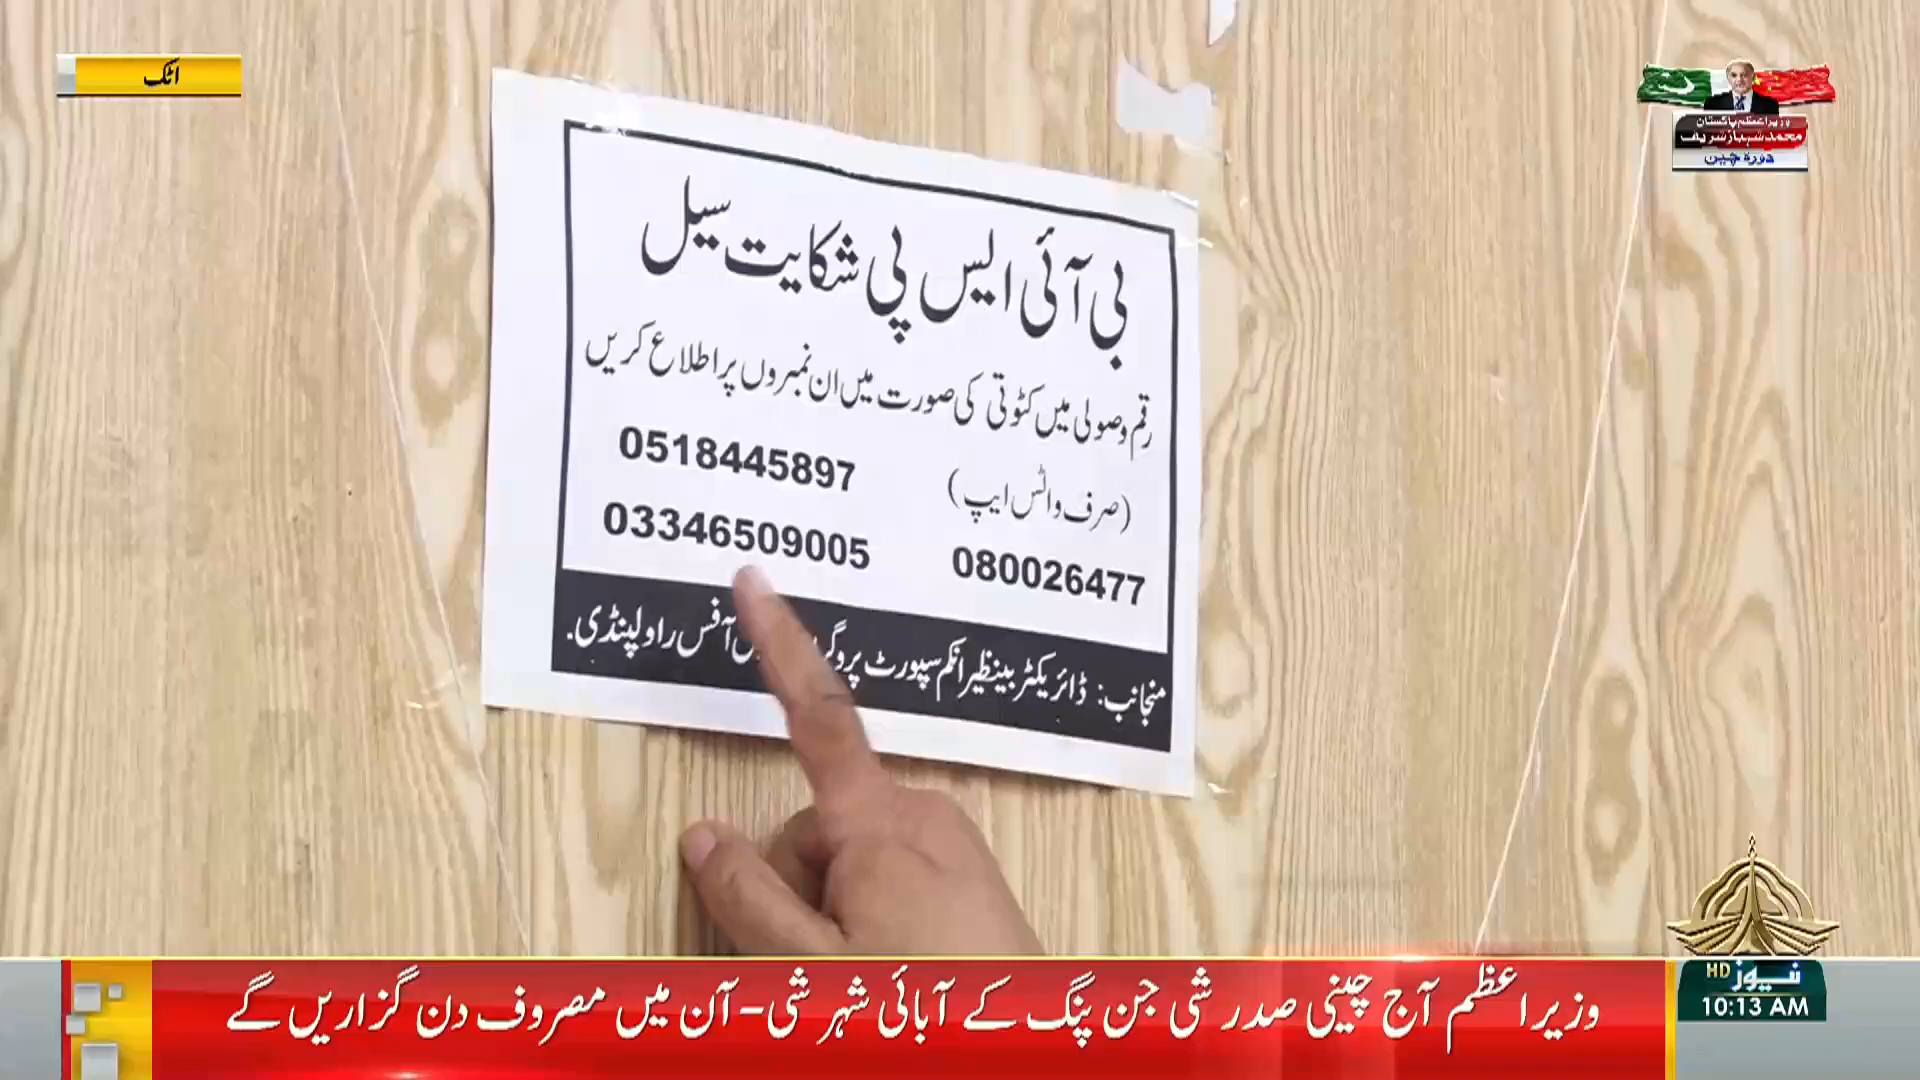 اٹک
وزیراعظم پاکستان
محمد شہباز شریف
دورۂ چین
بی آئی ایس پی شکایت سیل
رقم وصولی میں کٹوتی کی صورت میں ان نمبروں پر اطلاع کریں
0518445897
(صرف واٹس ایپ)
03346509005
080026477
منجانب: ڈائریکٹر بینظیر انکم سپورٹ آفس راولپنڈی.
وزیراعظم آج چینی صدر شی جن پنگ کے آبائی شہر شی-آن میں مصروف دن گزاریں گے
نیوز HD
10:13 AM